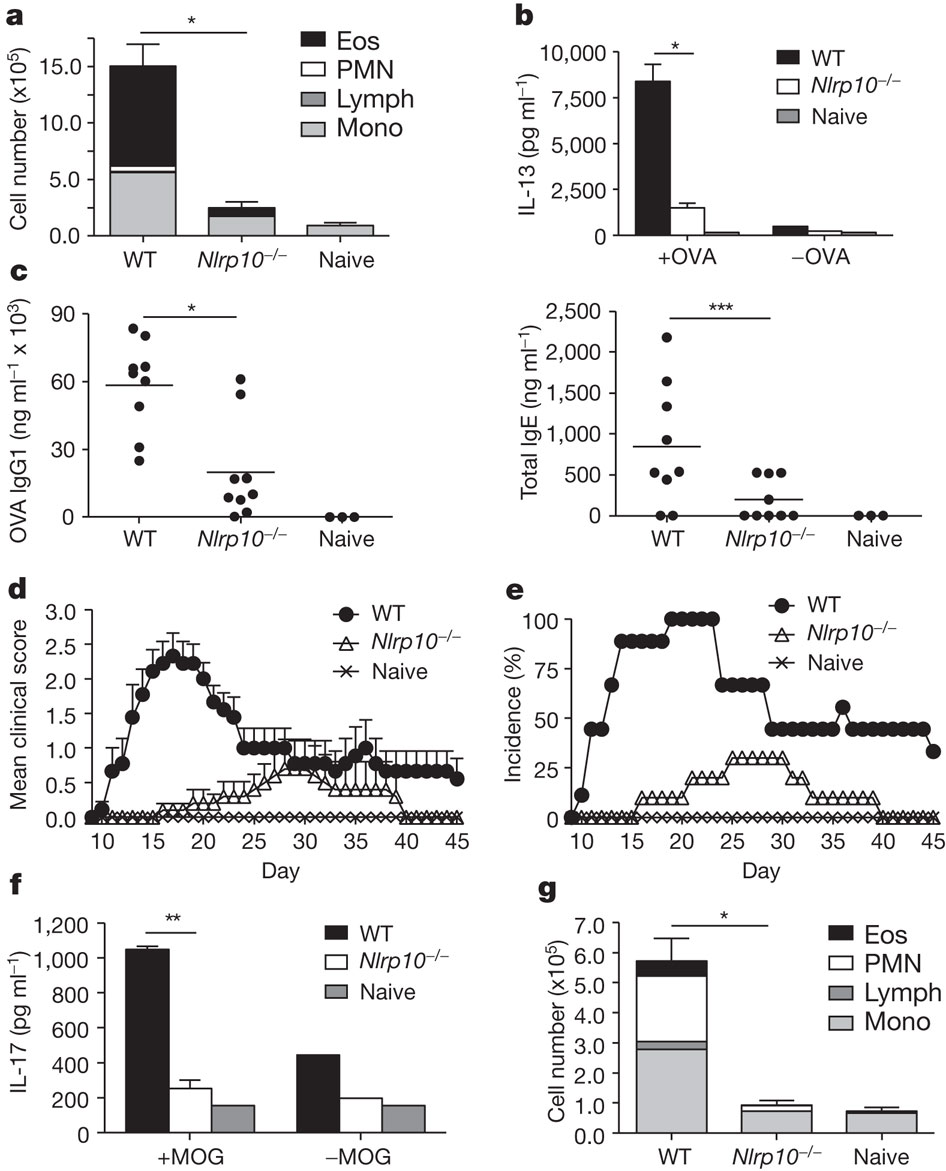 a
*
Cell number (x10⁵)
15.0
10.0
5.0
0.0
Eos
PMN
Lymph
Mono
WT
Nlrp10⁻/⁻
Naive
b
*
IL-13 (pg ml⁻¹)
10,000
7,500
5,000
2,500
0
WT
Nlrp10⁻/⁻
Naive
+OVA
−OVA
c
*
OVA IgG1 (ng ml⁻¹ x 10³)
90
60
30
0
WT
Nlrp10⁻/⁻
Naive
***
Total IgE (ng ml⁻¹)
2,500
2,000
1,500
1,000
500
0
WT
Nlrp10⁻/⁻
Naive
d
Mean clinical score
3.0
2.5
2.0
1.5
1.0
0.5
0.0
WT
Nlrp10⁻/⁻
Naive
10 15 20 25 30 35 40 45
Day
e
Incidence (%)
100
75
50
25
0
WT
Nlrp10⁻/⁻
Naive
10 15 20 25 30 35 40 45
Day
f
**
IL-17 (pg ml⁻¹)
1,200
1,000
800
600
400
200
0
WT
Nlrp10⁻/⁻
Naive
+MOG
−MOG
g
*
Cell number (x10⁵)
7.0
6.0
5.0
4.0
3.0
2.0
1.0
0.0
Eos
PMN
Lymph
Mono
WT
Nlrp10⁻/⁻
Naive